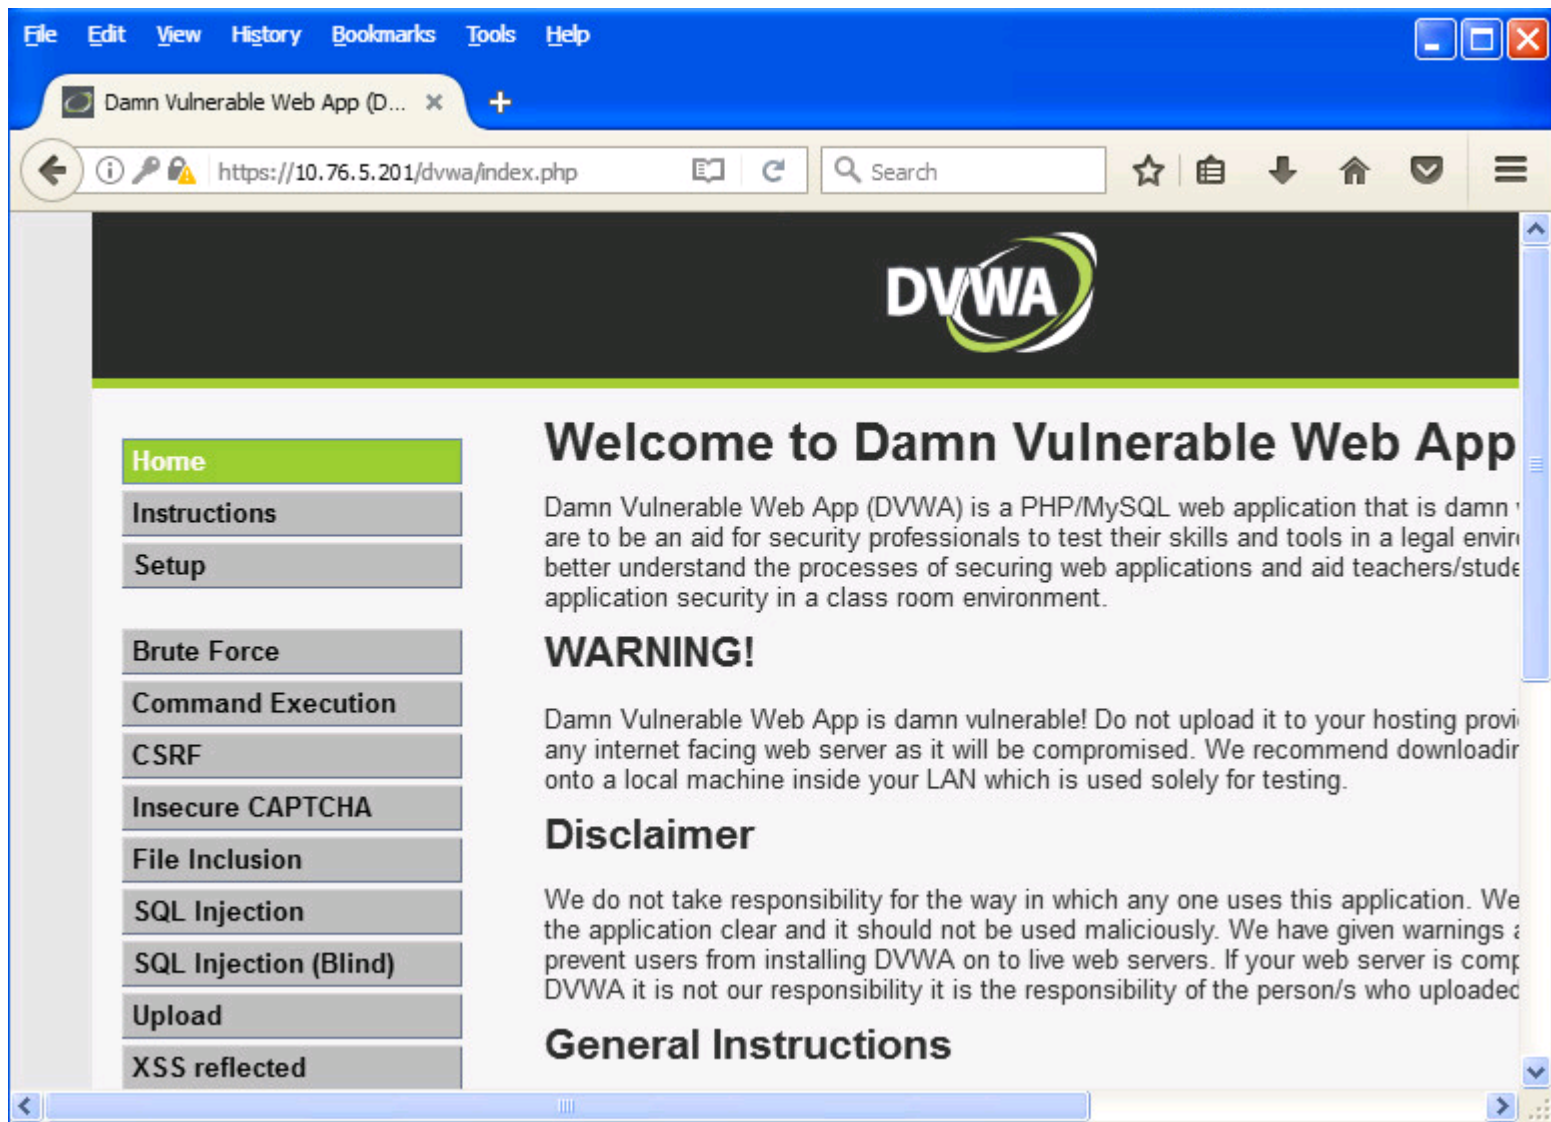 File Edit View History Bookmarks Tools Help
Damn Vulnerable Web App (D...
https://10.76.5.201/dvwa/index.php Search
DVWA
Home
Instructions
Setup
Brute Force
Command Execution
CSRF
Insecure CAPTCHA
File Inclusion
SQL Injection
SQL Injection (Blind)
Upload
XSS reflected
Welcome to Damn Vulnerable Web App
Damn Vulnerable Web App (DVWA) is a PHP/MySQL web application that is damn
are to be an aid for security professionals to test their skills and tools in a legal
better understand the processes of securing web applications and aid
application security in a class room environment.
WARNING!
Damn Vulnerable Web App is damn vulnerable! Do not upload it to your hosting
any internet facing web server as it will be compromised. We recommend
onto a local machine inside your LAN which is used solely for testing.
Disclaimer
We do not take responsibility for the way in which any one uses this application. We
the application clear and it should not be used maliciously. We have given warnings
prevent users from installing DVWA on to live web servers. If your web server is
DVWA it is not our responsibility it is the responsibility of the person/s who uploaded
General Instructions